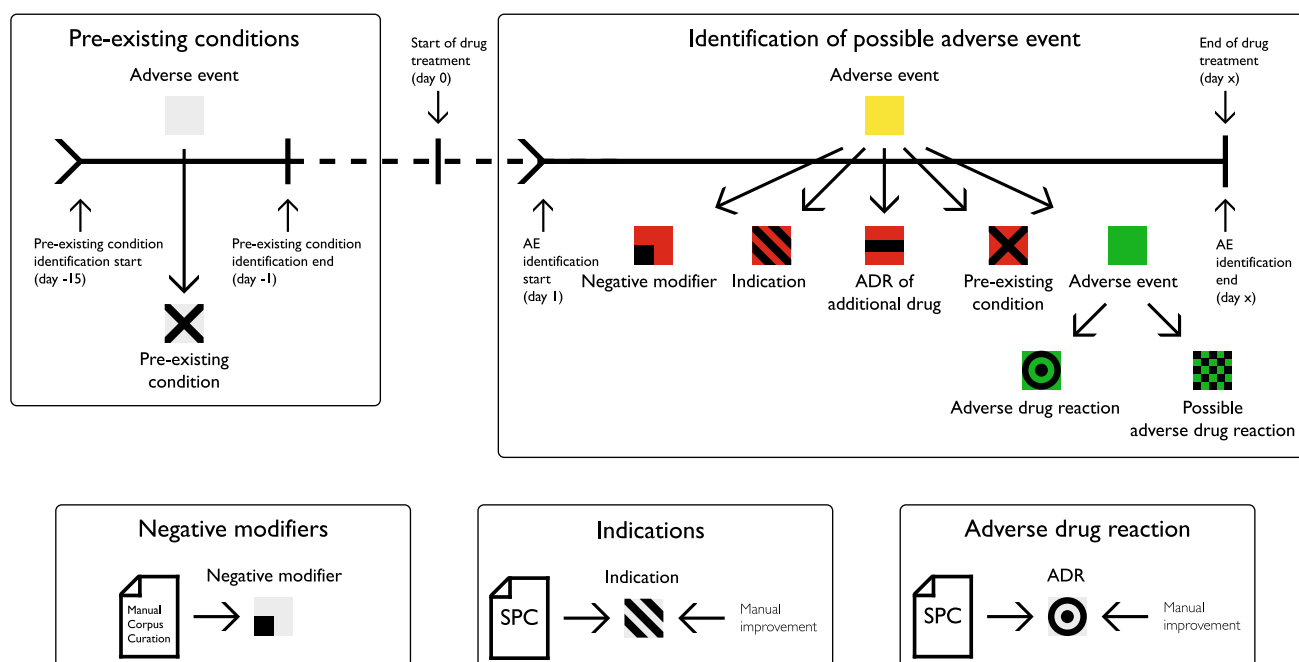 Pre-existing conditions
Adverse event
Pre-existing condition
identification start
(day -15)
Pre-existing condition
identification end
(day -1)
Pre-existing
condition
Start of drug
treatment
(day 0)
Identification of possible adverse event
Adverse event
End of drug
treatment
(day x)
AE
identification
start
(day 1)
Negative modifier
Indication
ADR of
additional drug
Pre-existing
condition
Adverse event
AE
identification
end
(day x)
Adverse drug reaction
Possible
adverse drug reaction
Negative modifiers
Negative modifier
Manual
Corpus
Curation
Indications
Indication
SPC
Manual
improvement
Adverse drug reaction
ADR
SPC
Manual
improvement